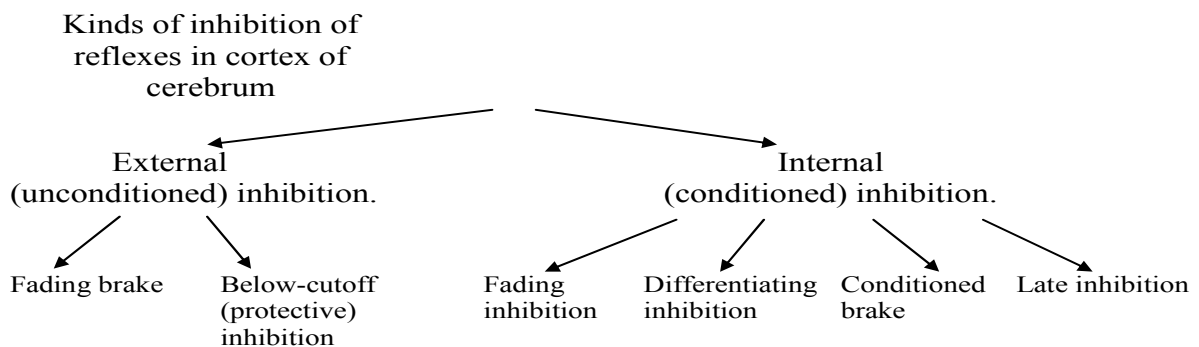 Kinds of inhibition of
reflexes in cortex of
cerebrum
External
(unconditioned) inhibition.
Internal
(conditioned) inhibition.
Fading brake
Below-cutoff
(protective)
inhibition
Fading
inhibition
Differentiating
inhibition
Conditioned
brake
Late inhibition